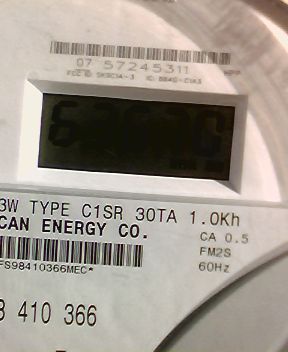 07 57245311
3W TYPE C1SR 30TA 1.0Kh
CAN ENERGY CO.
CA 0.5
FM2S
60Hz
FS98410366MEC*
3 410 366